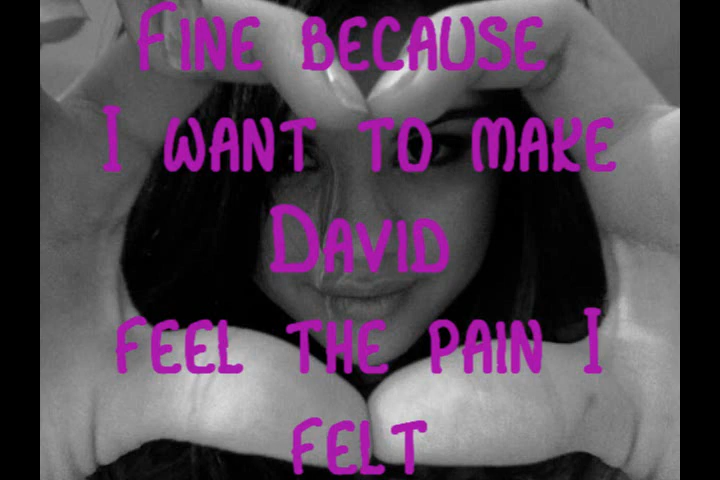 Fine because
I want to make
David
feel the pain I
felt